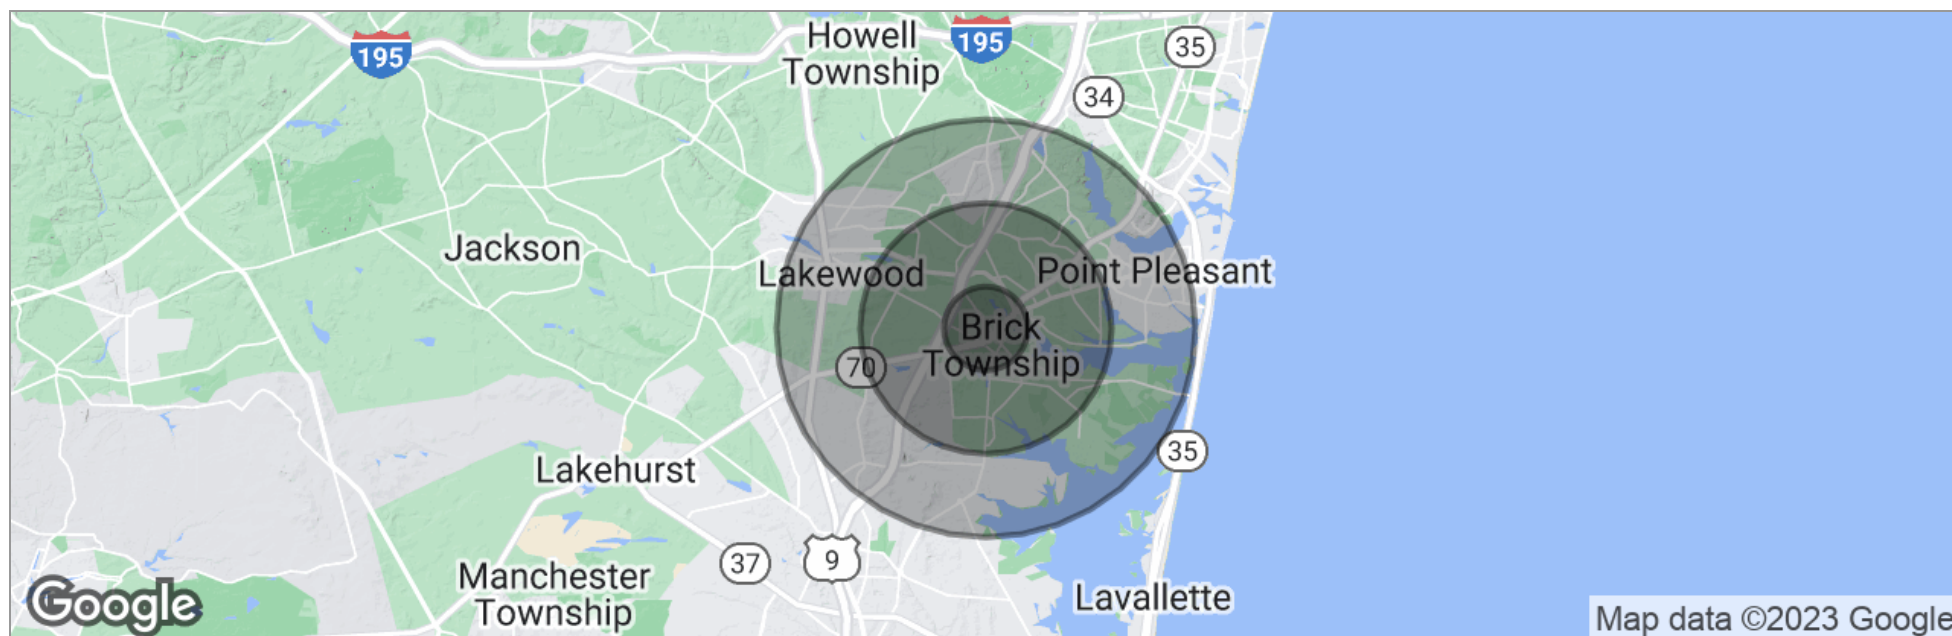 195
Howell
Township
195
35
34
Jackson
Lakewood
Point Pleasant
Brick
Township
70
35
Lakehurst
37
9
Manchester
Township
Lavallette
Google
Map data ©2023 Google